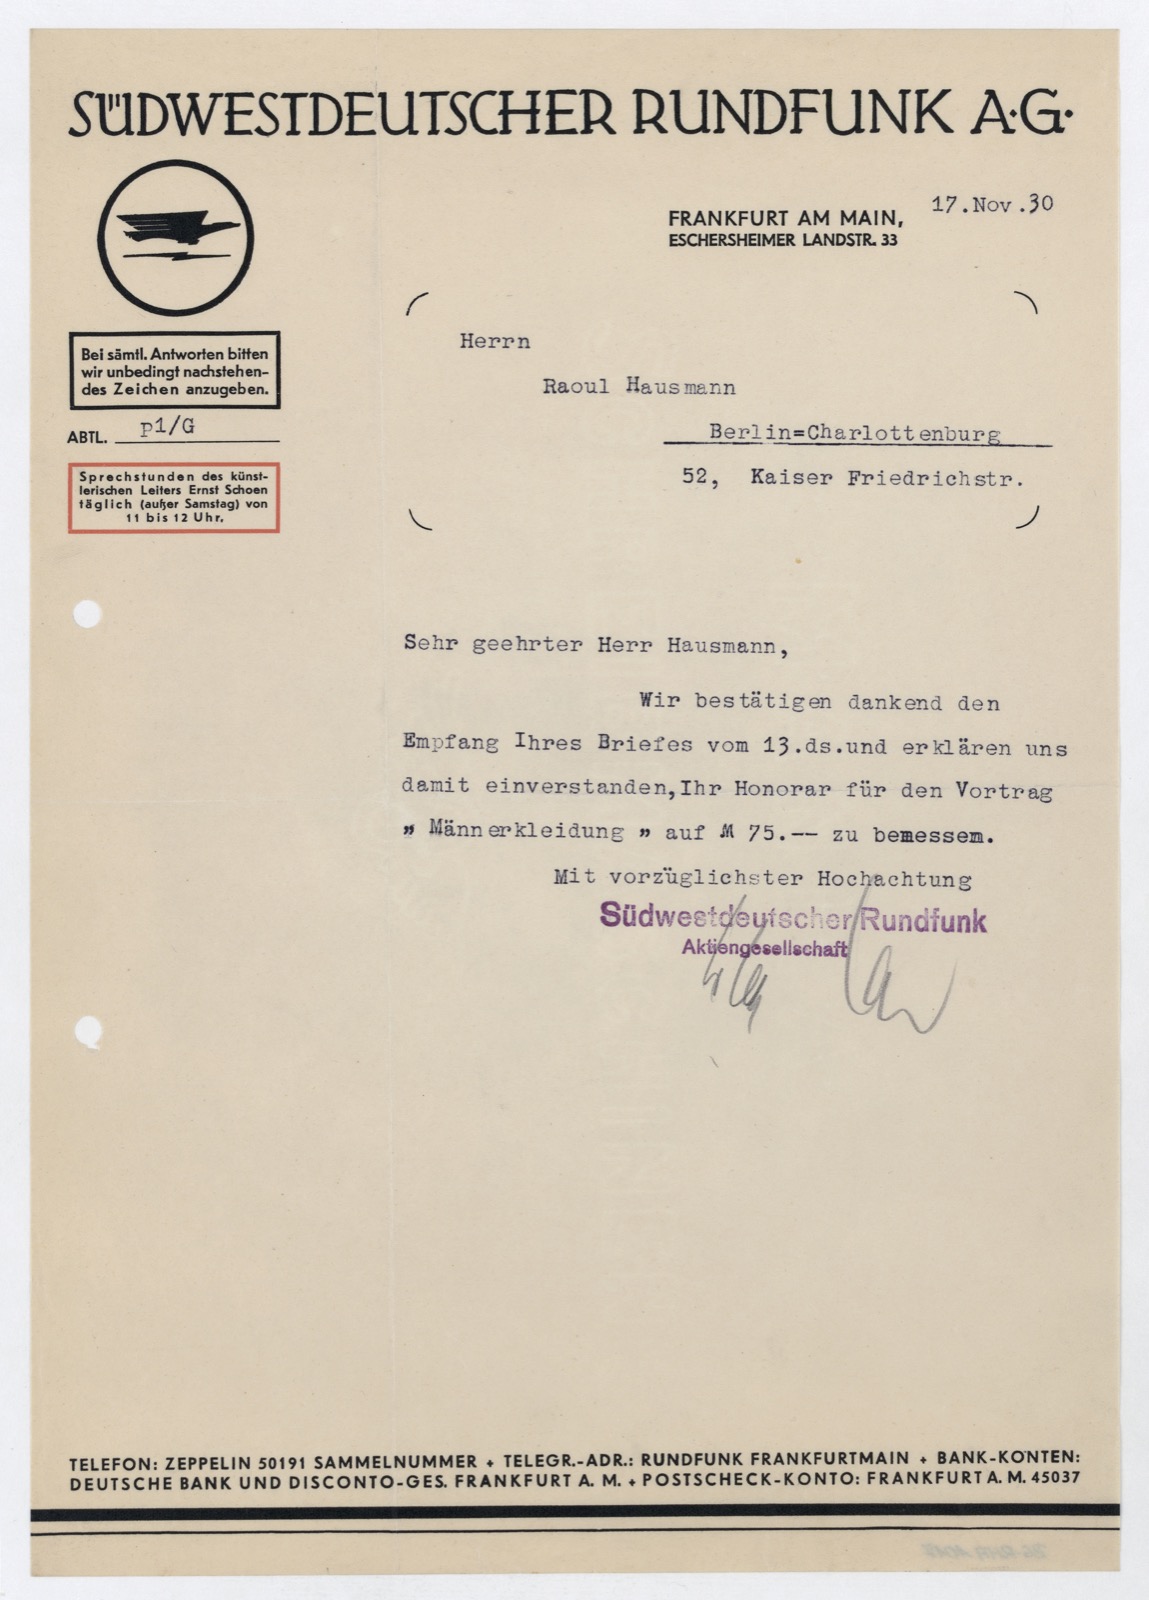 SÜDWESTDEUTSCHER RUNDFUNK A·G·
FRANKFURT AM MAIN,
ESCHERSHEIMER LANDSTR. 33
17.Nov.30
Bei sämtl. Antworten bitten
wir unbedingt nachstehen-
des Zeichen anzugeben.
ABTL. p1/G
Sprechstunden des künst-
lerischen Leiters Ernst Schoen
täglich (außer Samstag) von
11 bis 12 Uhr.
Herrn
Raoul Hausmann
Berlin=Charlottenburg
52, Kaiser Friedrichstr.
Sehr geehrter Herr Hausmann,
Wir bestätigen dankend den
Empfang Ihres Briefes vom 13.ds.und erklären uns
damit einverstanden,Ihr Honorar für den Vortrag
" Männerkleidung " auf M 75.-- zu bemessem.
Mit vorzüglichster Hochachtung
Südwestdeutscher Rundfunk
Aktiengesellschaft
TELEFON: ZEPPELIN 50191 SAMMELNUMMER + TELEGR.-ADR.: RUNDFUNK FRANKFURTMAIN + BANK-KONTEN:
DEUTSCHE BANK UND DISCONTO-GES. FRANKFURT A. M. + POSTSCHECK-KONTO: FRANKFURT A. M. 45037